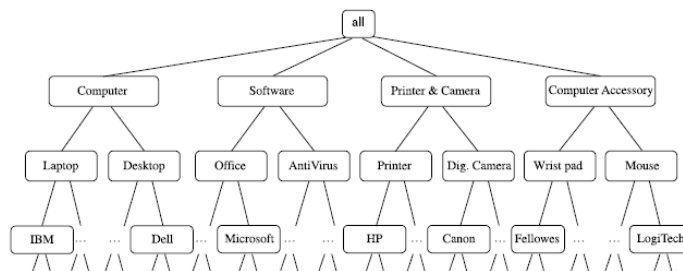 all
Computer Software Printer & Camera Computer Accessory
Laptop Desktop Office AntiVirus Printer Dig. Camera Wrist pad Mouse
IBM ... ... Dell ... Microsoft ... ... HP ... Canon ... Fellowes ... ... LogiTech